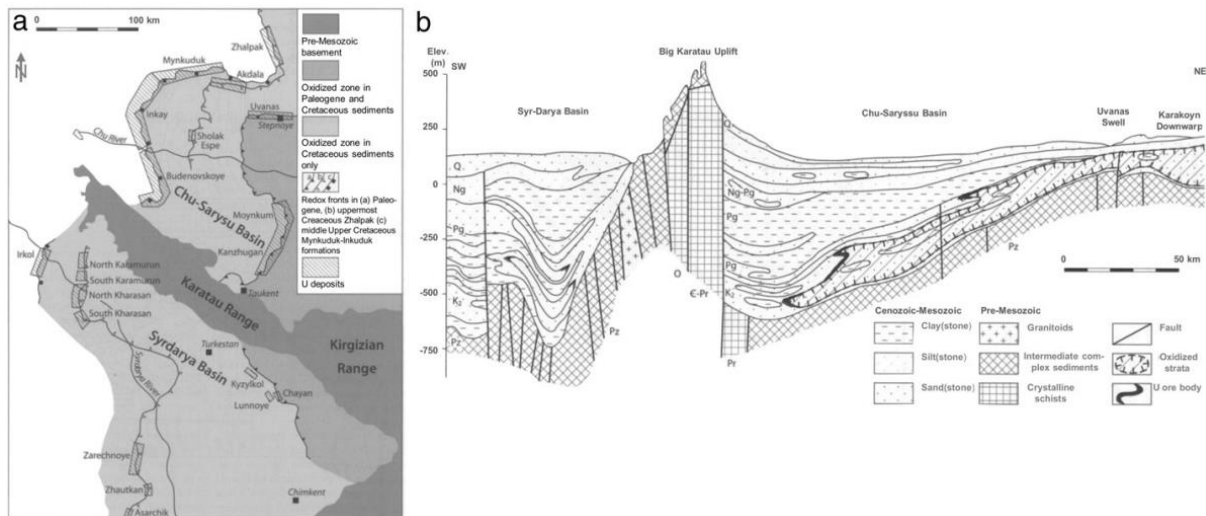 a
0 100 km
N
Zhalpak
Mynkuduk
Akdala
Uvanas
Stepnoye
Inkay
Chu River
Sholak
Espe
Budenovskoye
Chu-Sarysu Basin
Moynkum
Kanzhugan
Irkol
North Karamurun
South Karamurun
North Kharasan
South Kharasan
Taukent
Karatau Range
Turkestan
Syrdarya Basin
Kirgizian
Range
Syrdarya River
Kyzylkol
Chayan
Lunnoye
Zarechnoye
Zhautkan
Asarchik
Chimkent
Pre-Mesozoic
basement
Oxidized zone in
Paleogene and
Cretaceous sediments
Oxidized zone in
Cretaceous sediments
only
a b c
Redox fronts in (a) Paleo-
gene, (b) uppermost
Creaceous Zhalpak (c)
middle Upper Cretaceous
Mynkuduk-Inkuduk
formations
U deposits
b
Elev.
(m)
SW
Big Karatau Uplift
NE
500
250
0
-250
-500
-750
Syr-Darya Basin
Chu-Saryssu Basin
Uvanas
Swell
Karakoyn
Downwarp
Q
Ng
Pg
K₂
Pz
Pz
O
Є-Pr
Q
Ng-Pg
Pg
Pg
K₂
Pr
Pz
0 50 km
Cenozoic-Mesozoic
Clay(stone)
Silt(stone)
Sand(stone)
Pre-Mesozoic
Granitoids
Intermediate com-
plex sediments
Crystalline
schists
Fault
Oxidized
strata
U ore body